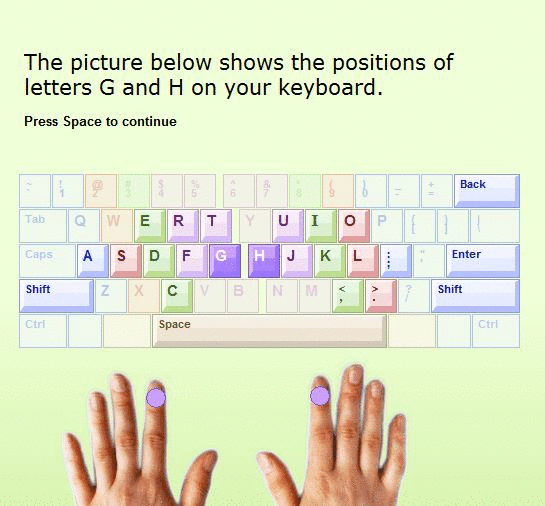 The picture below shows the positions of
letters G and H on your keyboard.
Press Space to continue
~ ` ! 1 @ 2 # 3 $ 4 % 5 ^ 6 & 7 * 8 ( 9 ) 0 _ - + = Back
Tab Q W E R T Y U I O P { [ } ] | \
Caps A S D F G H J K L : ; " ' Enter
Shift Z X C V B N M < , > . ? / Shift
Ctrl Space Ctrl